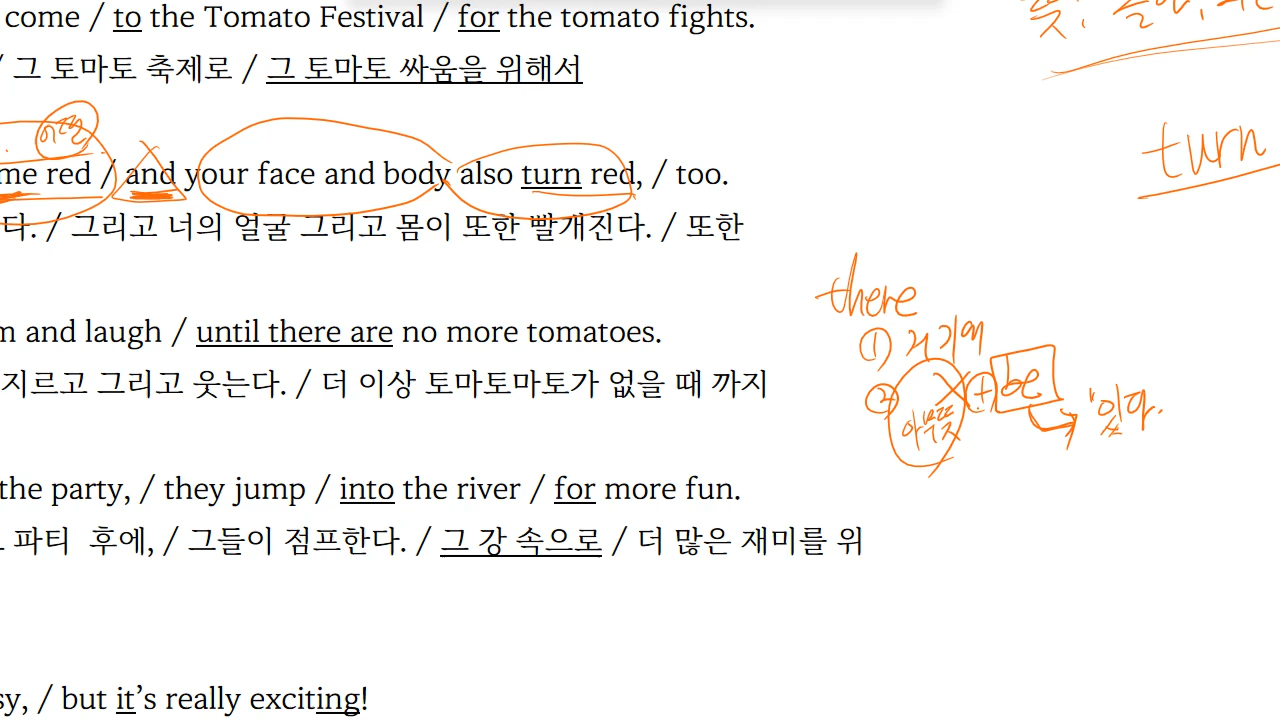 come / to the Tomato Festival / for the tomato fights.
/ 그 토마토 축제로 / 그 토마토 싸움을 위해서
turn
me red / and your face and body also turn red, / too.
다. / 그리고 너의 얼굴 그리고 몸이 또한 빨개진다. / 또한
there
m and laugh / until there are no more tomatoes.
① 거기에
지르고 그리고 웃는다. / 더 이상 토마토마토가 없을 때 까지
② X + be
아무뜻
있다.
the party, / they jump / into the river / for more fun.
파티 후에, / 그들이 점프한다. / 그 강 속으로 / 더 많은 재미를 위
sy, / but it's really exciting!